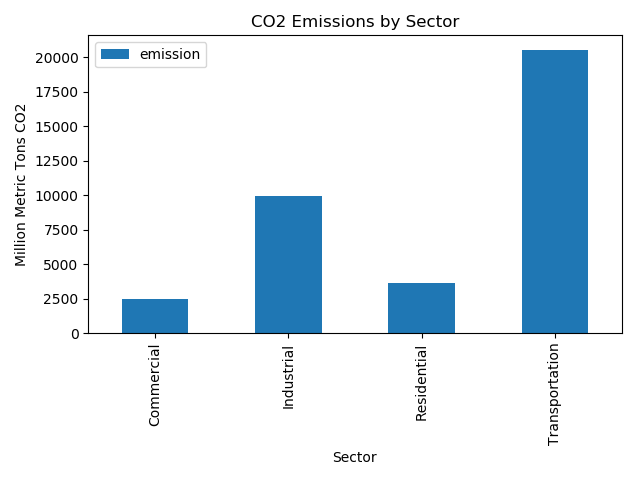 CO2 Emissions by Sector
emission
Million Metric Tons CO2
20000
17500
15000
12500
10000
7500
5000
2500
0
Commercial
Industrial
Residential
Transportation
Sector